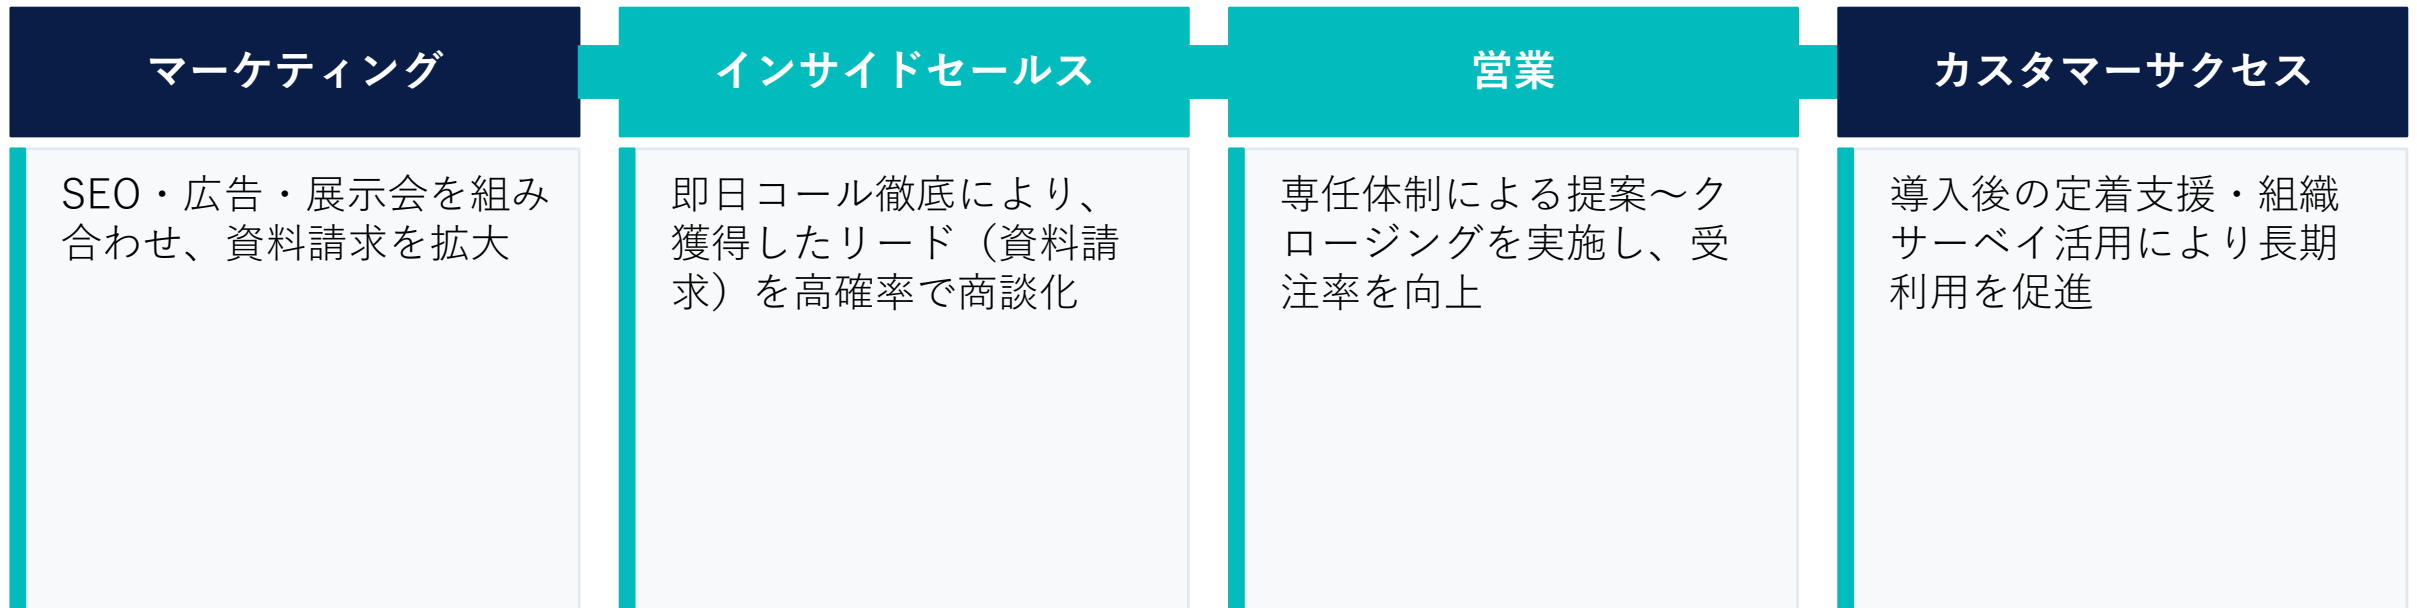 マーケティング
インサイドセールス
営業
カスタマーサクセス
SEO・広告・展示会を組み
合わせ、資料請求を拡大
即日コール徹底により、
獲得したリード（資料請
求）を高確率で商談化
専任体制による提案～ク
ロージングを実施し、受
注率を向上
導入後の定着支援・組織
サーベイ活用により長期
利用を促進